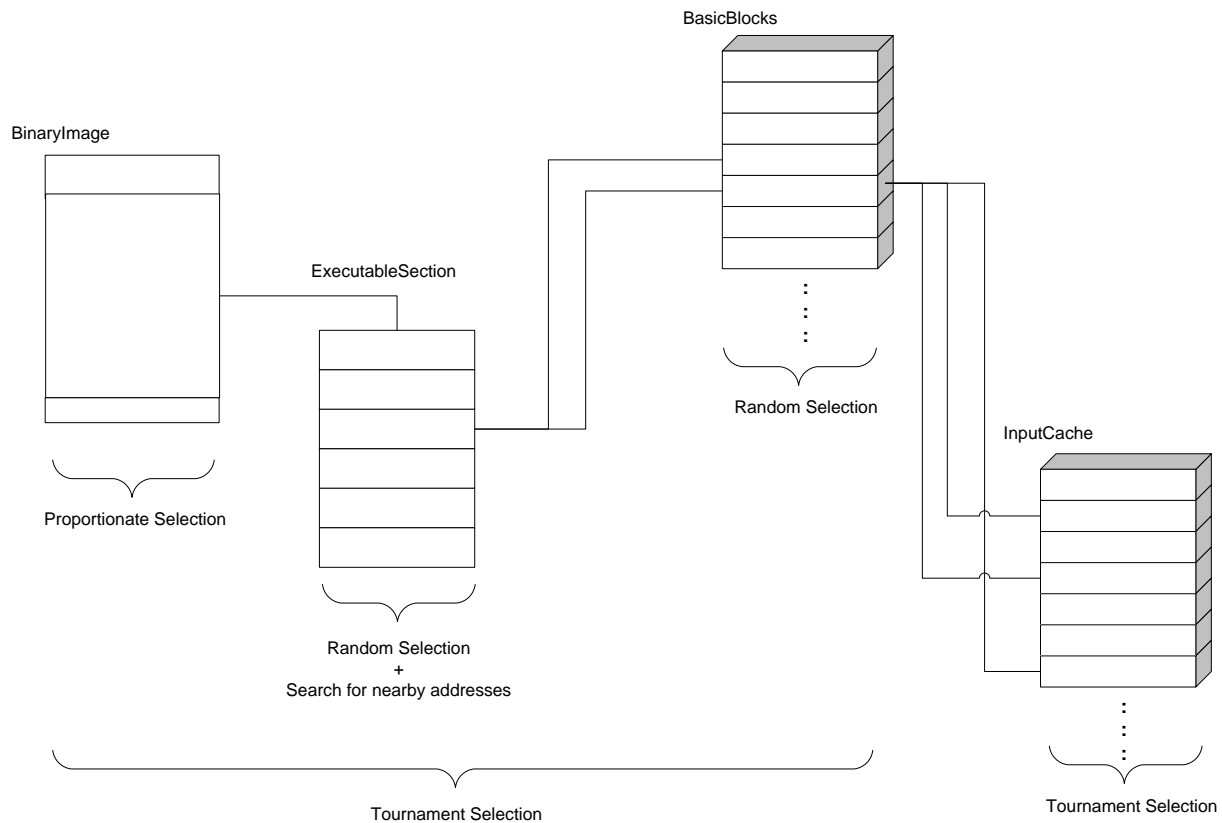 BasicBlocks
BinaryImage
ExecutableSection
Random Selection
InputCache
Proportionate Selection
Random Selection
+
Search for nearby addresses
Tournament Selection
Tournament Selection